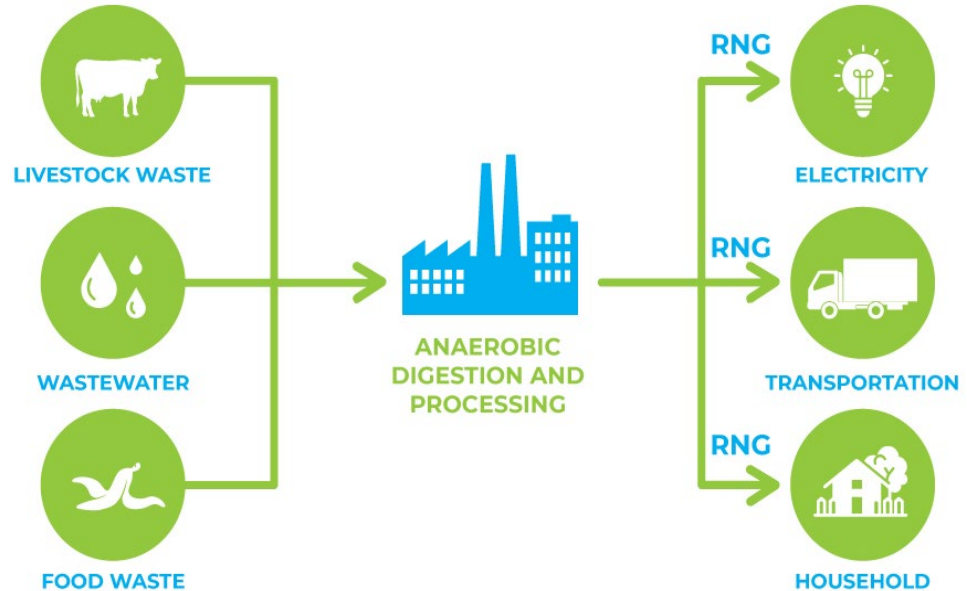 LIVESTOCK WASTE
WASTEWATER
FOOD WASTE
ANAEROBIC
DIGESTION AND
PROCESSING
RNG
ELECTRICITY
RNG
TRANSPORTATION
RNG
HOUSEHOLD